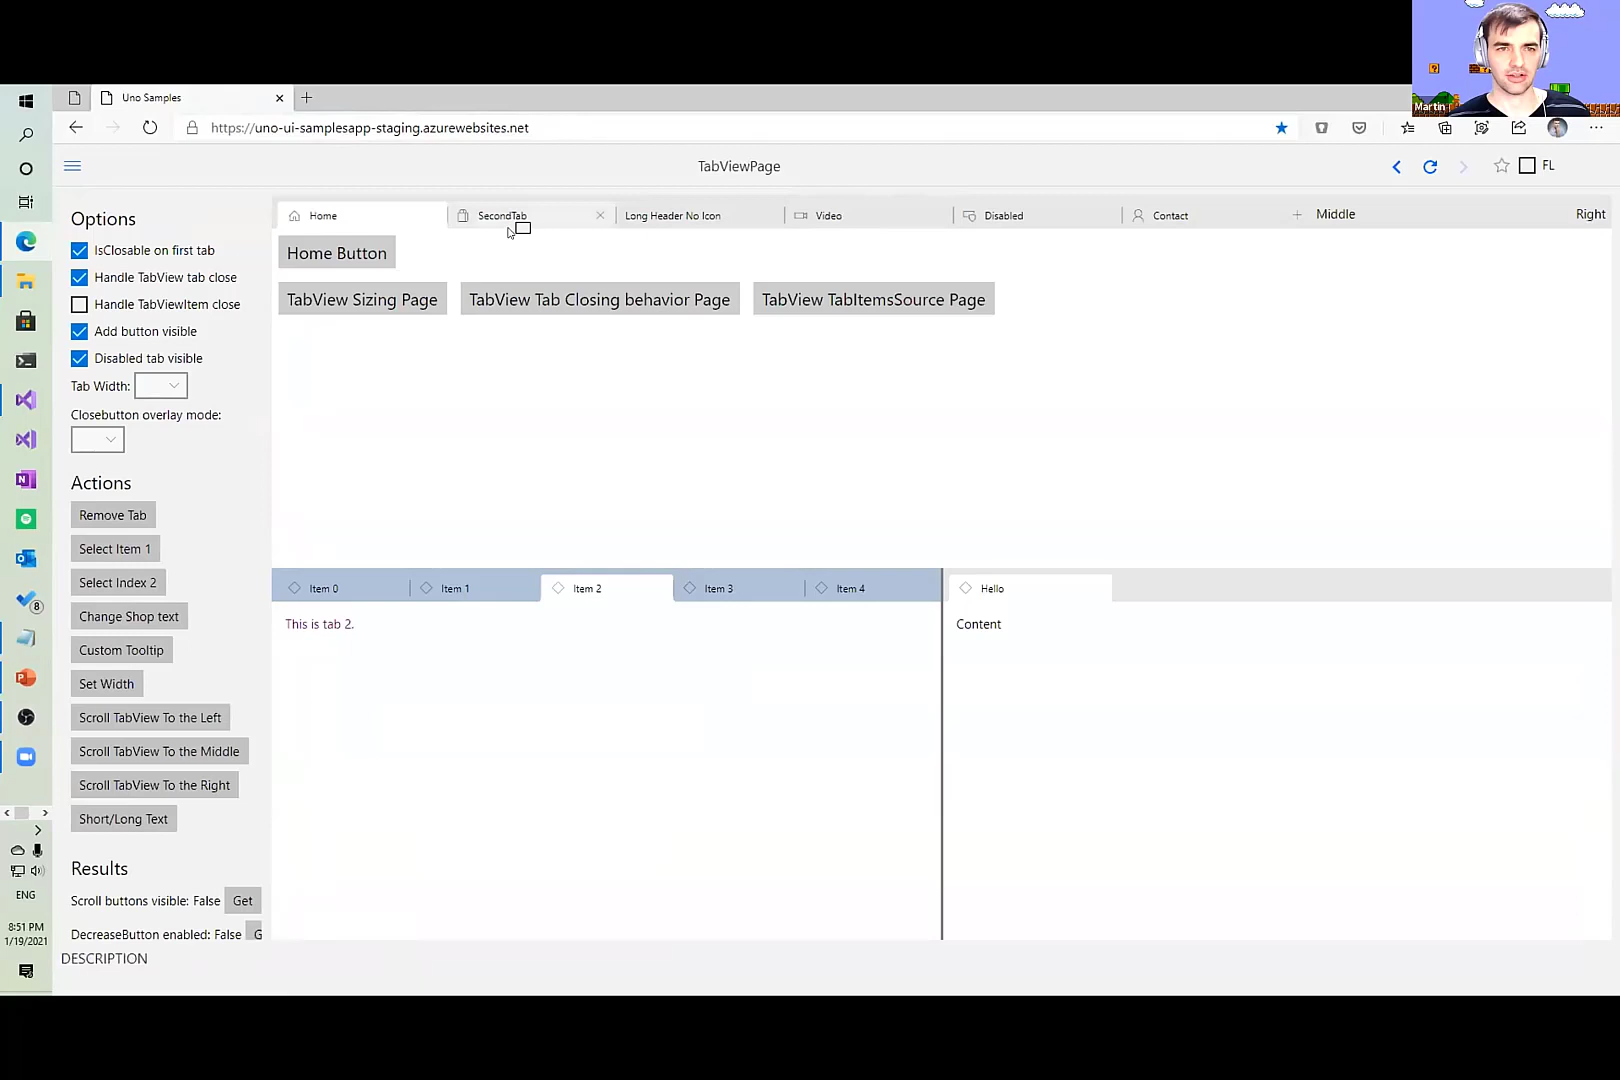 Martin
Uno Samples
https://uno-ui-samplesapp-staging.azurewebsites.net
TabViewPage
FL
Options
IsClosable on first tab
Handle TabView tab close
Handle TabViewItem close
Add button visible
Disabled tab visible
Tab Width:
Closebutton overlay mode:
Actions
Remove Tab
Select Item 1
Select Index 2
Change Shop text
Custom Tooltip
Set Width
Scroll TabView To the Left
Scroll TabView To the Middle
Scroll TabView To the Right
Short/Long Text
Results
Scroll buttons visible: False Get
DecreaseButton enabled: False G
DESCRIPTION
Home SecondTab Long Header No Icon Video Disabled Contact Middle Right
Home Button
TabView Sizing Page TabView Tab Closing behavior Page TabView TabItemsSource Page
Item 0 Item 1 Item 2 Item 3 Item 4
This is tab 2.
Hello
Content
8
ENG
8:51 PM
1/19/2021